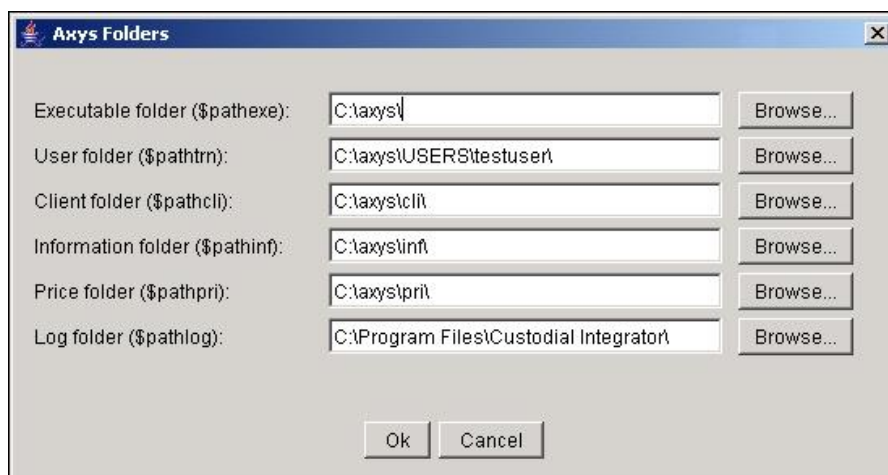 Axys Folders
Executable folder ($pathexe): C:\axys\ Browse...
User folder ($pathtrn): C:\axys\USERS\testuser\ Browse...
Client folder ($pathcli): C:\axys\cli\ Browse...
Information folder ($pathinf): C:\axys\inf\ Browse...
Price folder ($pathpri): C:\axys\pri\ Browse...
Log folder ($pathlog): C:\Program Files\Custodial Integrator\ Browse...
Ok Cancel